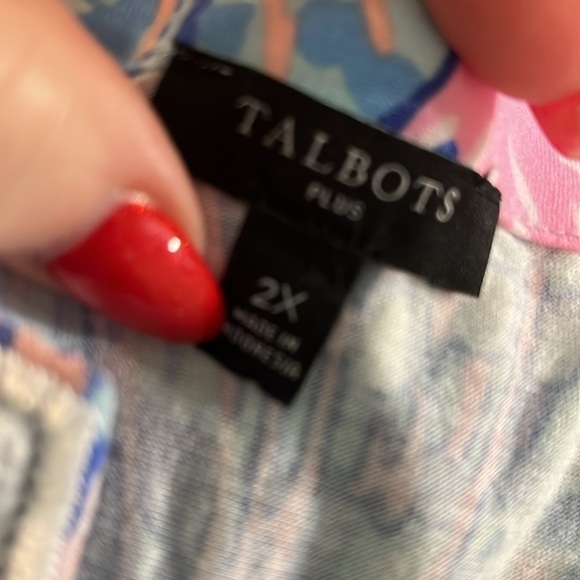 TALBOTS
PLUS
2X
MADE IN
INDONESIA